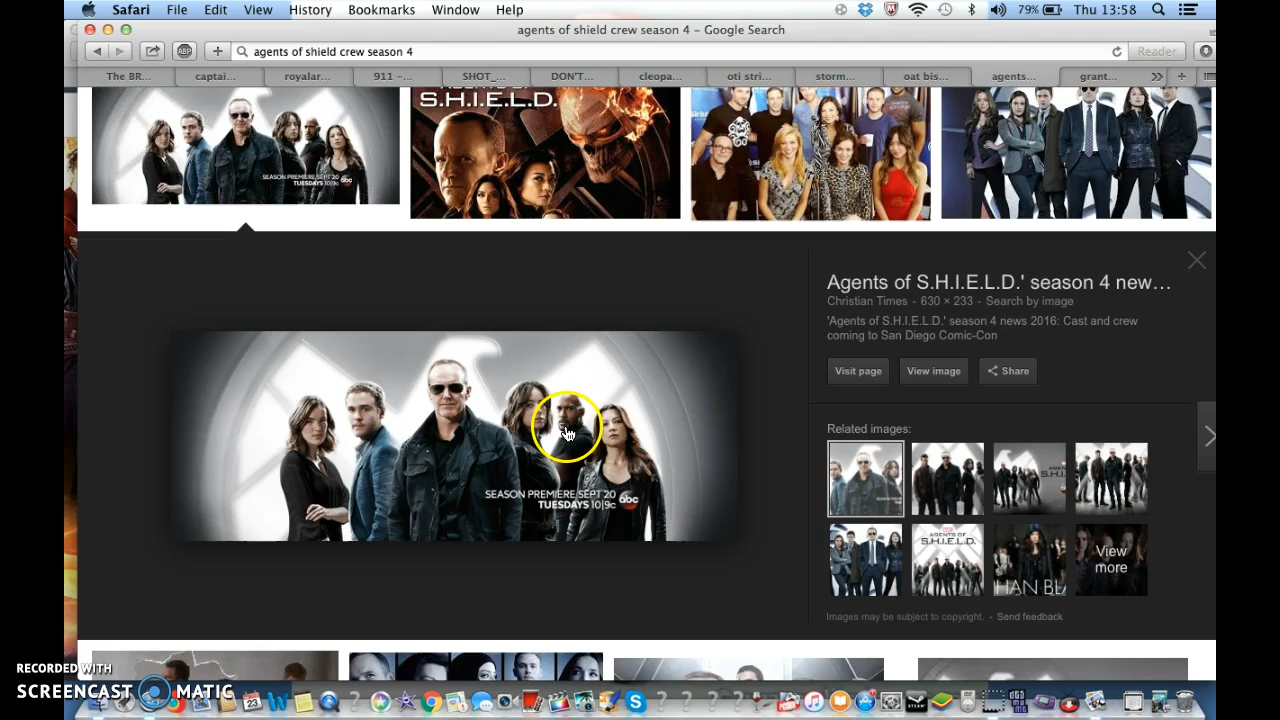 Safari File Edit View History Bookmarks Window Help 79% Thu 13:58
agents of shield crew season 4 – Google Search
ABP + agents of shield crew season 4 Reader
The BR... captai... royalar... 911 –... SHOT_... DON'T... cleopa... oti stri... storm... oat bis... agents... grant...
S.H.I.E.L.D.
SEASON PREMIERE SEPT 20
TUESDAYS 10|9c abc
Agents of S.H.I.E.L.D.' season 4 new…
Christian Times - 630 × 233 - Search by image
'Agents of S.H.I.E.L.D.' season 4 news 2016: Cast and crew
coming to San Diego Comic-Con
Visit page View image Share
Related images:
SEASON PREMIERE SEPT 20
TUESDAYS 10|9c abc
S.H.I.E.L.D.
HAN BLA
View
more
Images may be subject to copyright. - Send feedback
RECORDED WITH
SCREENCAST MATIC